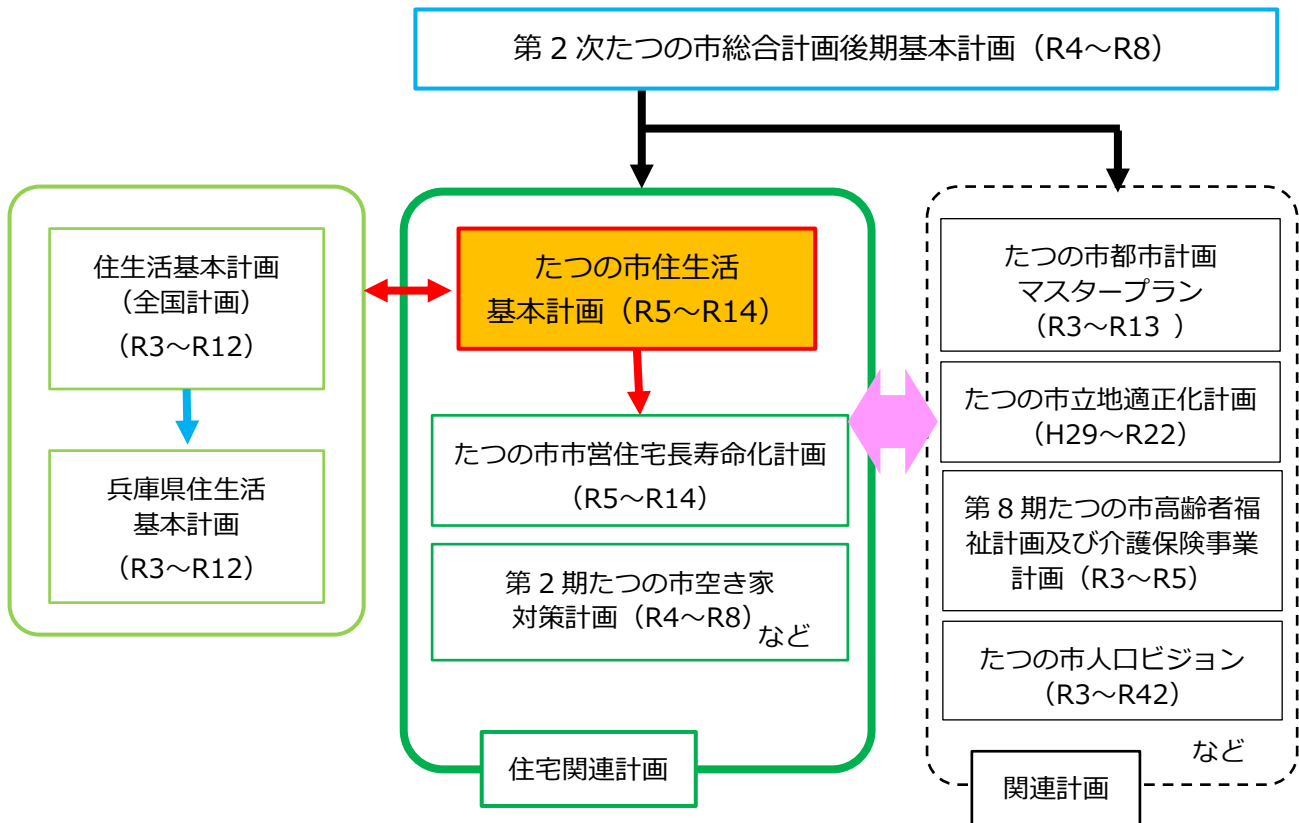 第2次たつの市総合計画後期基本計画（R4～R8）
住生活基本計画
（全国計画）
（R3～R12）
兵庫県住生活
基本計画
（R3～R12）
たつの市住生活
基本計画（R5～R14）
たつの市市営住宅長寿命化計画
（R5～R14）
第2期たつの市空き家
対策計画（R4～R8）
など
住宅関連計画
たつの市都市計画
マスタープラン
（R3～R13 ）
たつの市立地適正化計画
（H29～R22）
第8期たつの市高齢者福
祉計画及び介護保険事業
計画（R3～R5）
たつの市人口ビジョン
（R3～R42）
など
関連計画